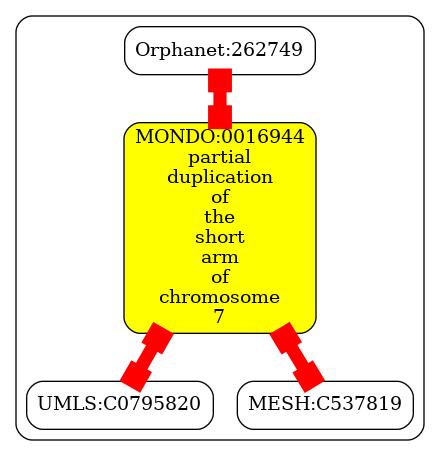 Orphanet:262749
MONDO:0016944
partial
duplication
of
the
short
arm
of
chromosome
7
UMLS:C0795820
MESH:C537819